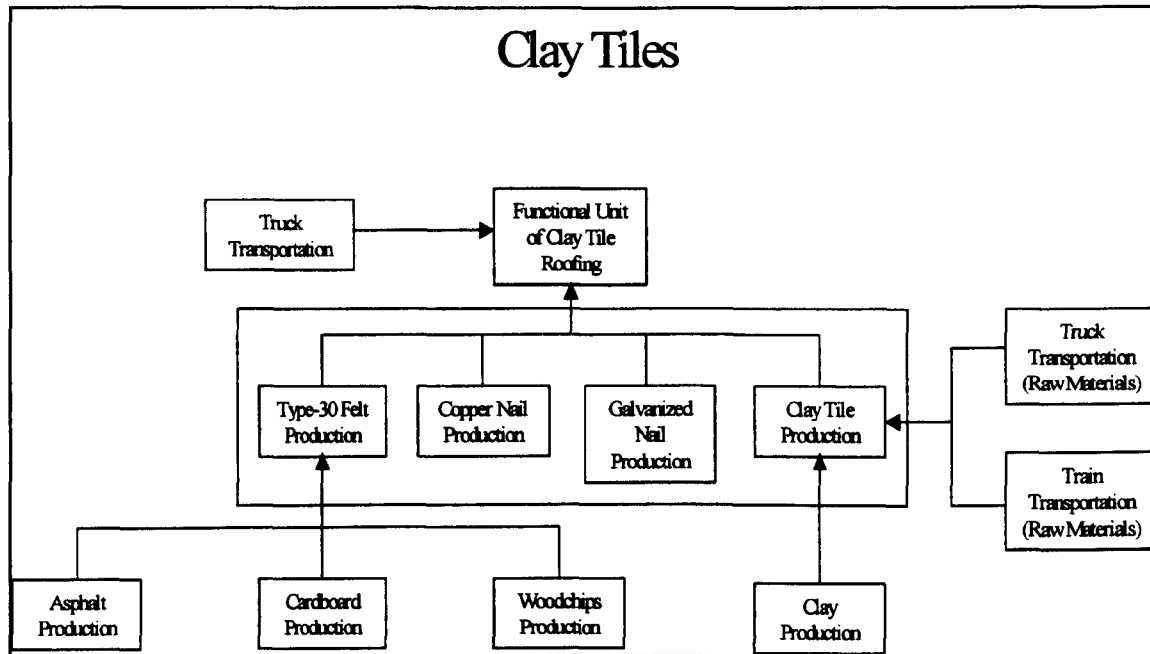 Clay Tiles
Truck
Transportation
Functional Unit
of Clay Tile
Roofing
Truck
Transportation
(Raw Materials)
Type-30 Felt
Production
Copper Nail
Production
Galvanized
Nail
Production
Clay Tile
Production
Train
Transportation
(Raw Materials)
Asphalt
Production
Cardboard
Production
Woodchips
Production
Clay
Production